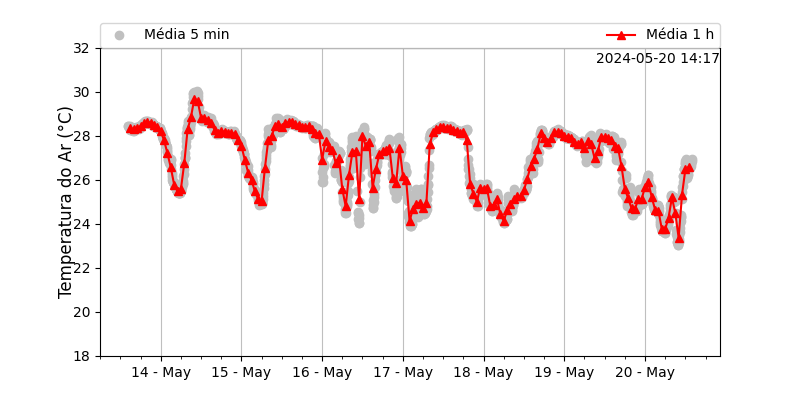 Média 5 min
Média 1 h
2024-05-20 14:17
Temperatura do Ar (°C)
32
30
28
26
24
22
20
18
14 - May
15 - May
16 - May
17 - May
18 - May
19 - May
20 - May